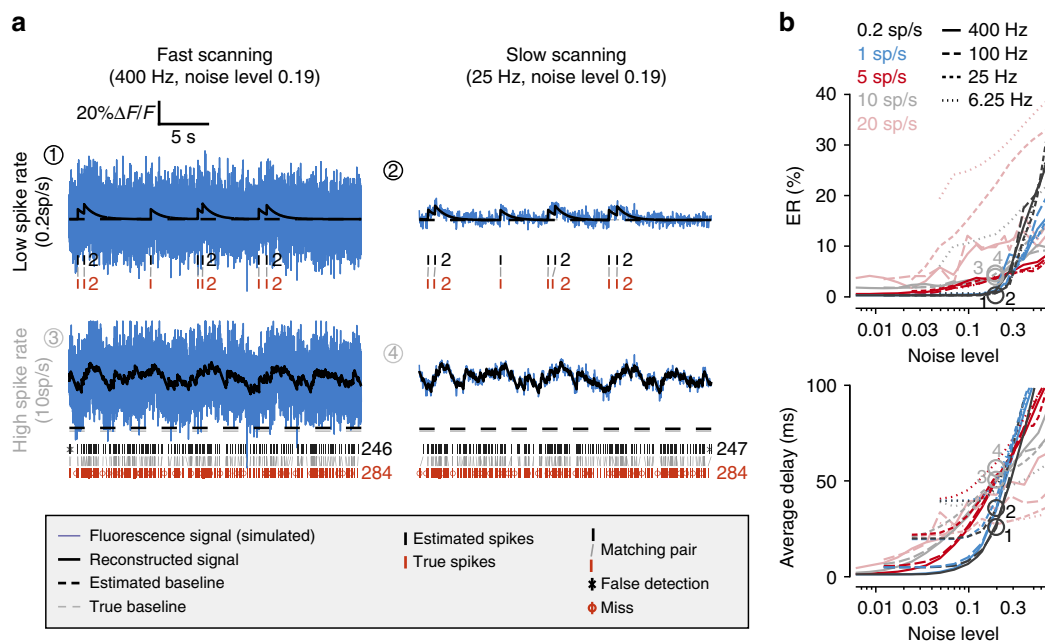 a
Fast scanning
(400 Hz, noise level 0.19)
Slow scanning
(25 Hz, noise level 0.19)
20%ΔF/F
5 s
Low spike rate
(0.2sp/s)
1
2
2 2 2
2 2 2
2 2 2
2 2 2
High spike rate
(10sp/s)
3
4
246
284
247
284
Fluorescence signal (simulated)
Reconstructed signal
Estimated baseline
True baseline
Estimated spikes
True spikes
Matching pair
False detection
Miss
b
0.2 sp/s
1 sp/s
5 sp/s
10 sp/s
20 sp/s
400 Hz
100 Hz
25 Hz
6.25 Hz
ER (%)
40
30
20
10
0
3 4
1 2
0.01 0.03 0.1 0.3
Noise level
Average delay (ms)
100
50
0
4
3
2
1
0.01 0.03 0.1 0.3
Noise level